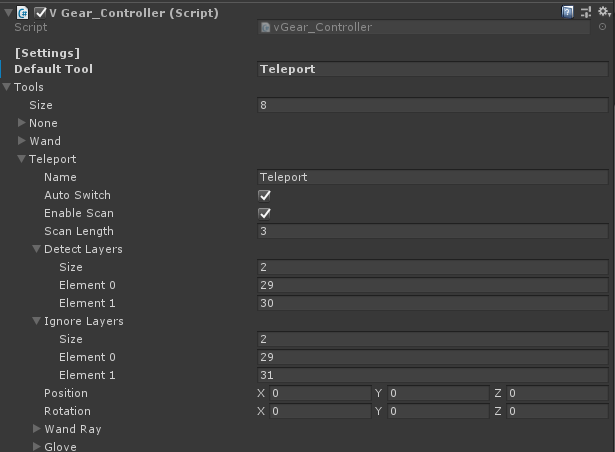 V Gear_Controller (Script)
Script vGear_Controller
[Settings]
Default Tool Teleport
Tools
Size 8
None
Wand
Teleport
Name Teleport
Auto Switch
Enable Scan
Scan Length 3
Detect Layers
Size 2
Element 0 29
Element 1 30
Ignore Layers
Size 2
Element 0 29
Element 1 31
Position X 0 Y 0 Z 0
Rotation X 0 Y 0 Z 0
Wand Ray
Glove